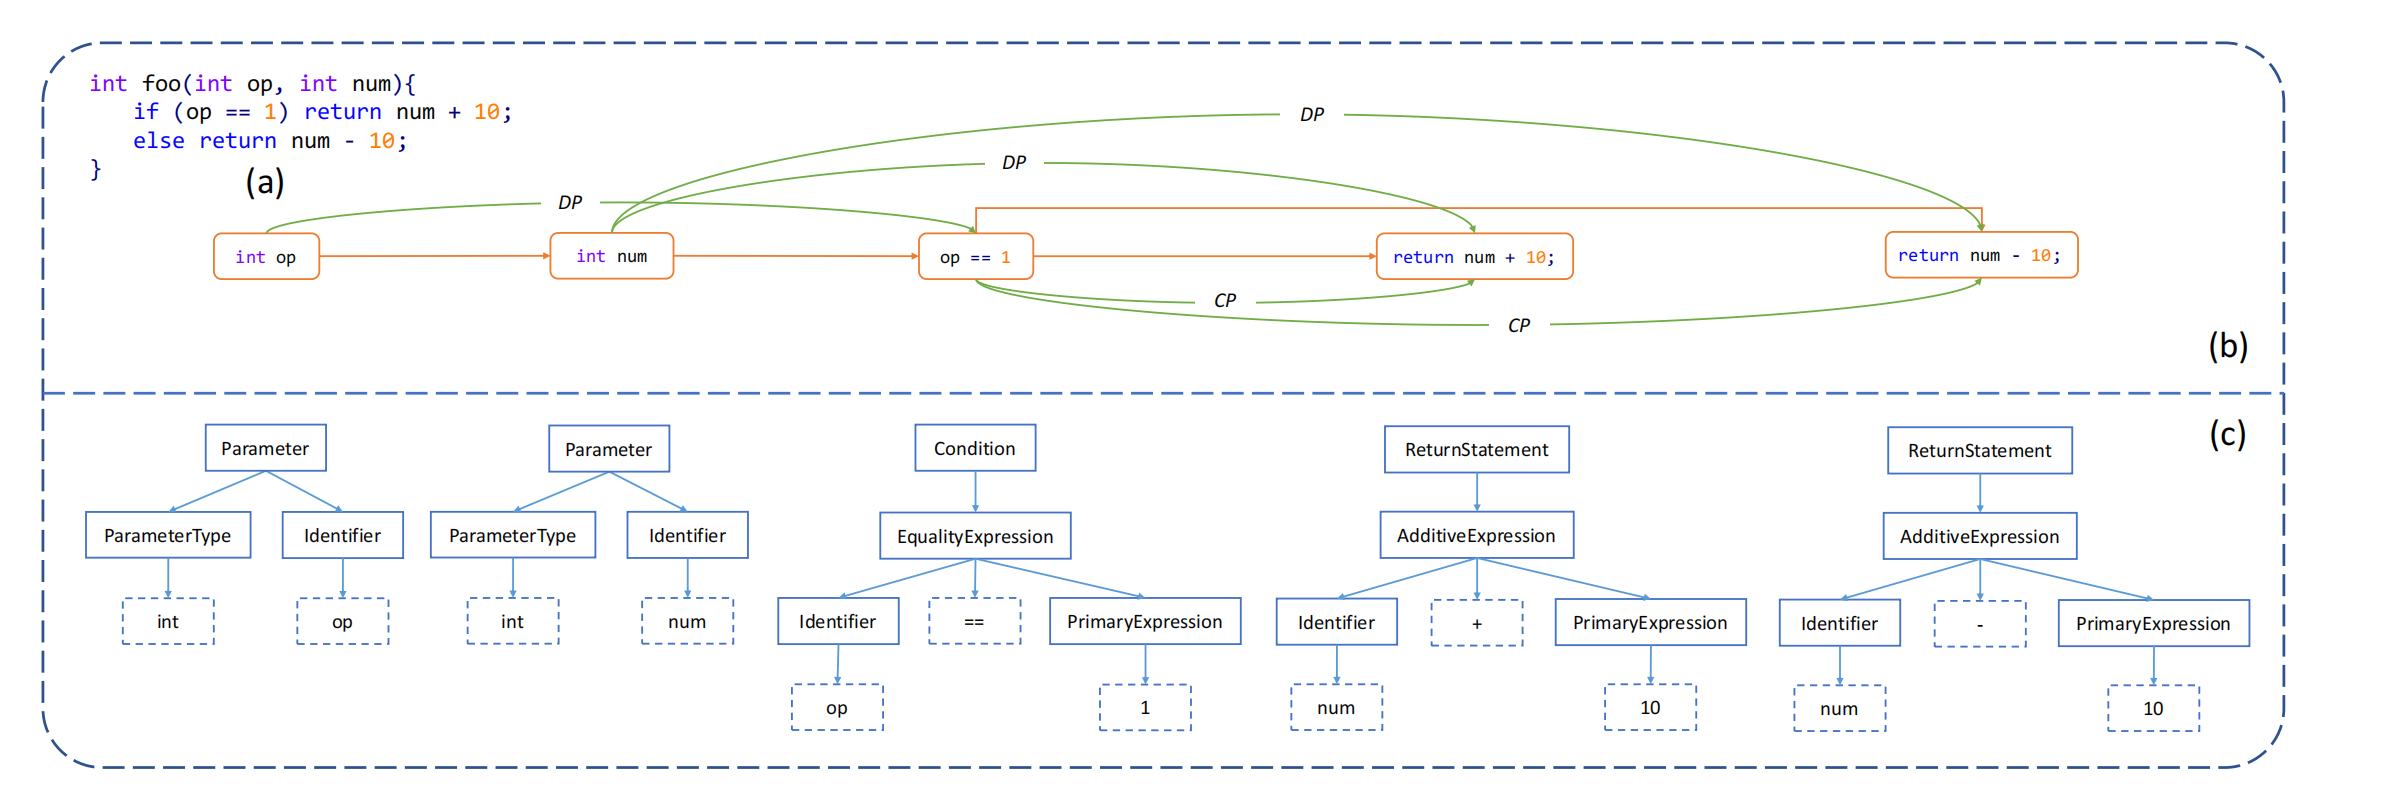 int foo(int op, int num){
if (op == 1) return num + 10;
else return num - 10;
}
(a)
DP
DP
DP
int op
int num
op == 1
return num + 10;
return num - 10;
CP
CP
(b)
(c)
Parameter
Parameter
Condition
ReturnStatement
ReturnStatement
ParameterType
Identifier
ParameterType
Identifier
EqualityExpression
AdditiveExpression
AdditiveExpression
int
op
int
num
Identifier
==
PrimaryExpression
Identifier
+
PrimaryExpression
Identifier
-
PrimaryExpression
op
1
num
10
num
10